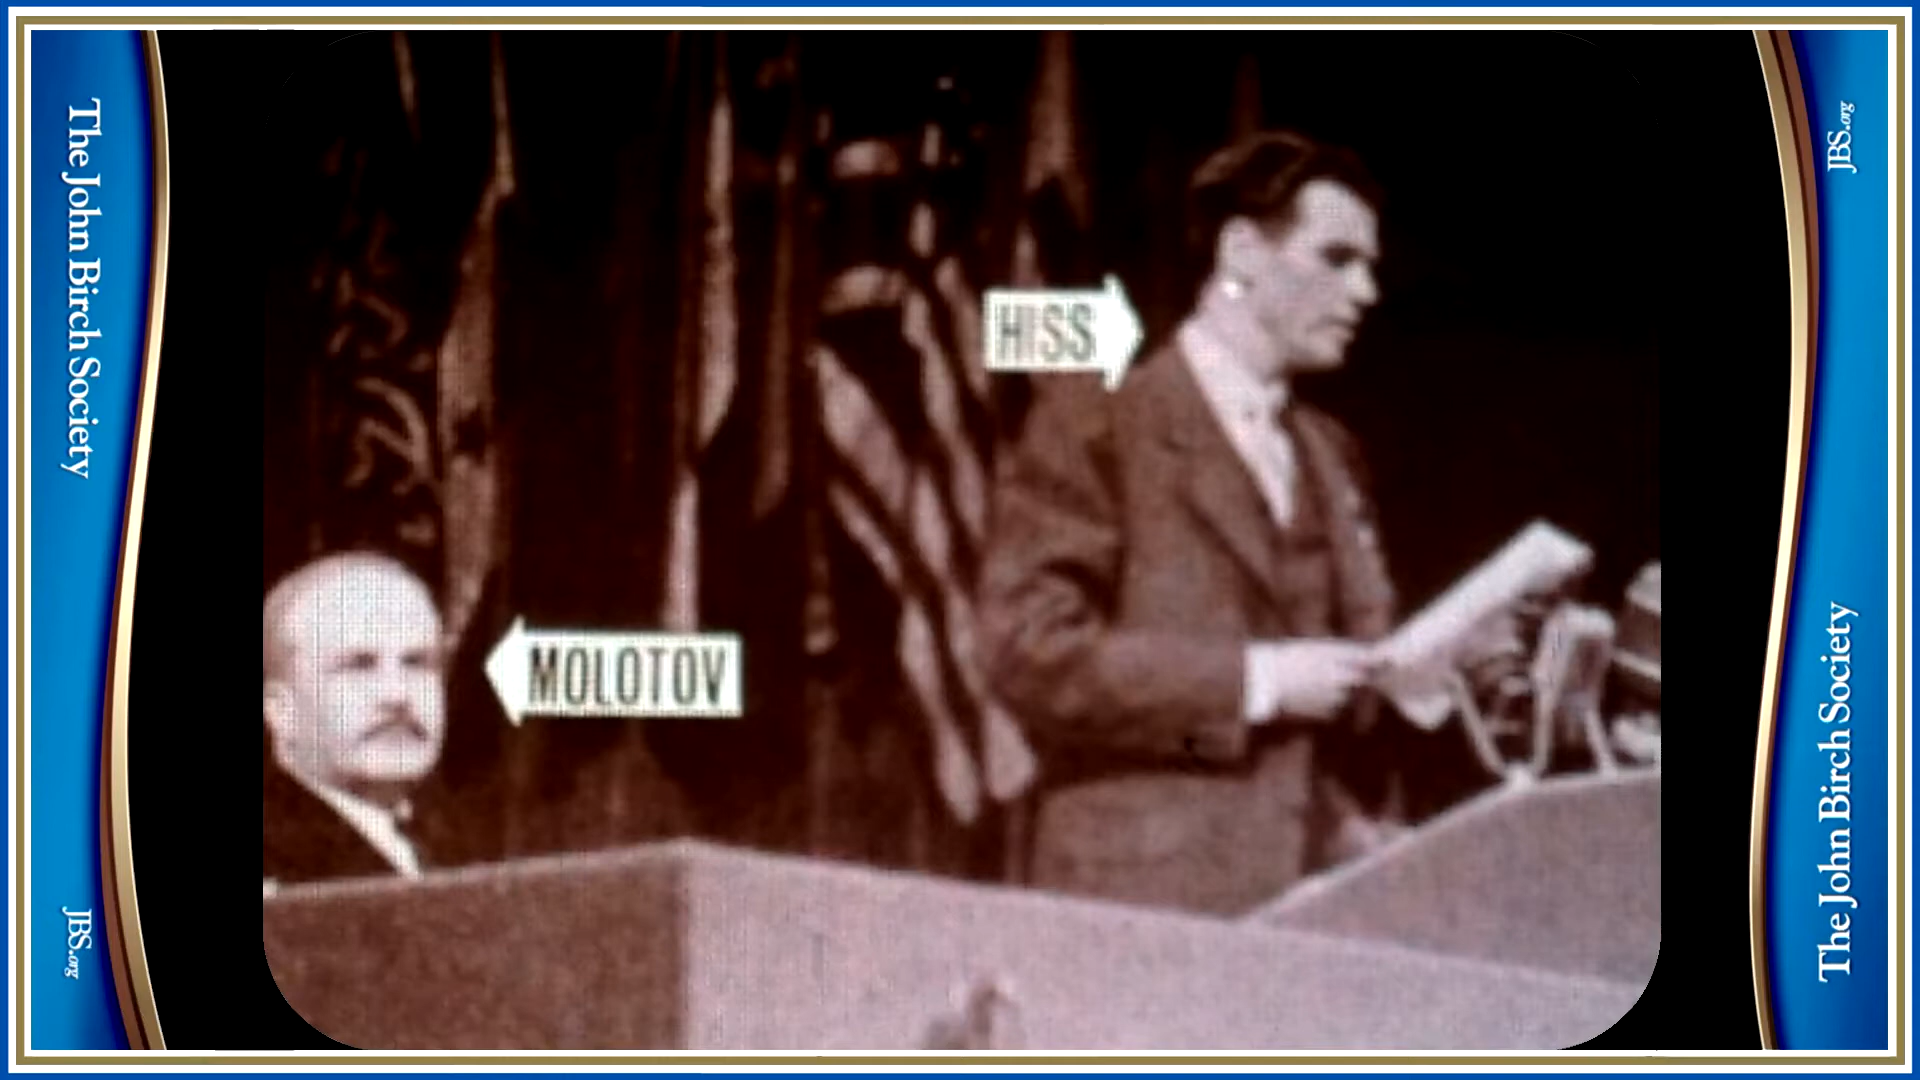 The John Birch Society
JBS.org
HISS
MOLOTOV
JBS.org
The John Birch Society